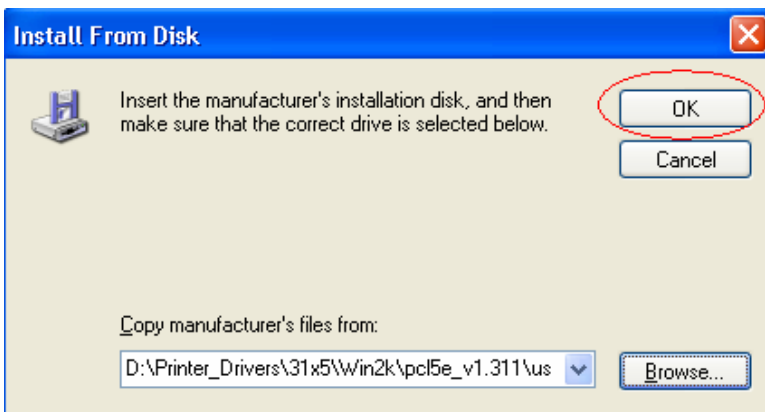 Install From Disk
Insert the manufacturer's installation disk, and then
make sure that the correct drive is selected below.
OK
Cancel
Copy manufacturer's files from:
D:\Printer_Drivers\31x5\Win2k\pcl5e_v1.311\us
Browse...